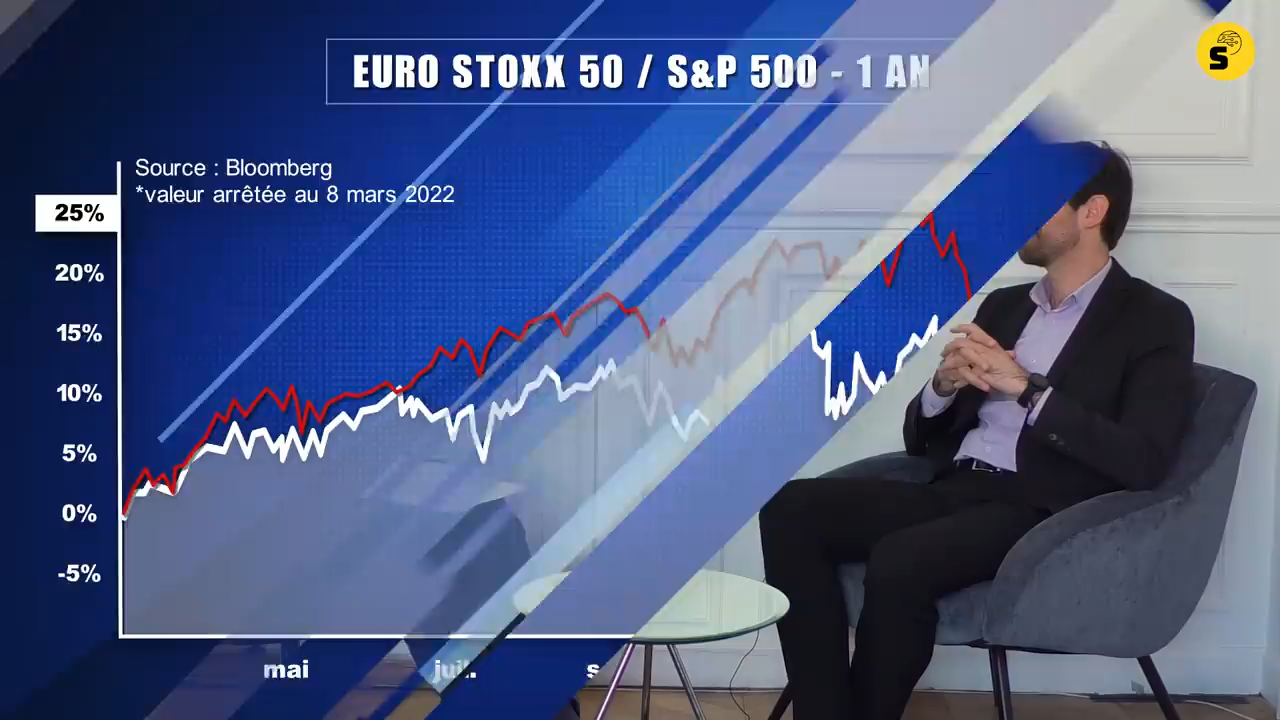 EURO STOXX 50 / S&P 500 - 1 AN
S
Source : Bloomberg
*valeur arrêtée au 8 mars 2022
25%
20%
15%
10%
5%
0%
-5%
mai
juil.
s